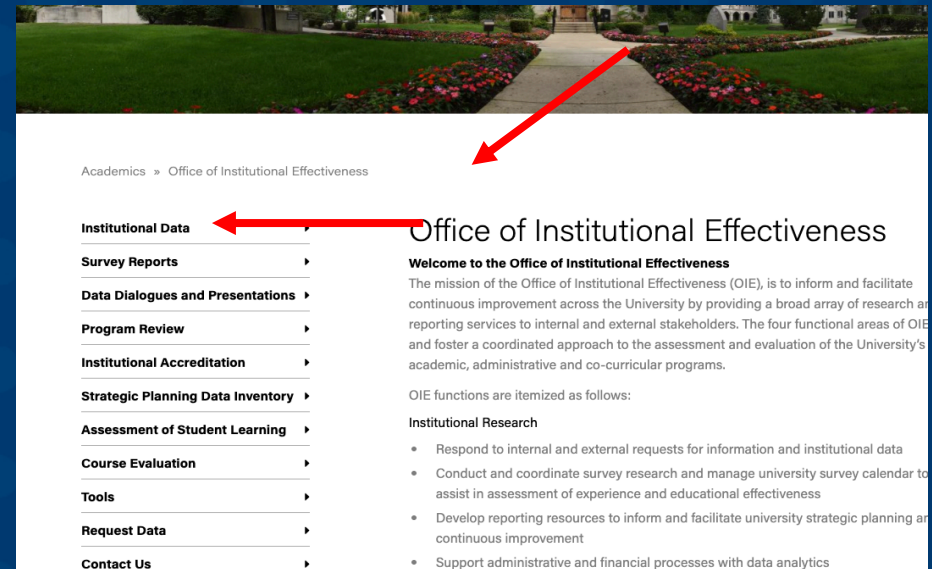 Academics » Office of Institutional Effectiveness
Institutional Data
Survey Reports
Data Dialogues and Presentations
Program Review
Institutional Accreditation
Strategic Planning Data Inventory
Assessment of Student Learning
Course Evaluation
Tools
Request Data
Contact Us
Office of Institutional Effectiveness
Welcome to the Office of Institutional Effectiveness
The mission of the Office of Institutional Effectiveness (OIE), is to inform and facilitate
continuous improvement across the University by providing a broad array of research
reporting services to internal and external stakeholders. The four functional areas of OIE
and foster a coordinated approach to the assessment and evaluation of the University's
academic, administrative and co-curricular programs.
OIE functions are itemized as follows:
Institutional Research
• Respond to internal and external requests for information and institutional data
• Conduct and coordinate survey research and manage university survey calendar to
assist in assessment of experience and educational effectiveness
• Develop reporting resources to inform and facilitate university strategic planning
continuous improvement
• Support administrative and financial processes with data analytics